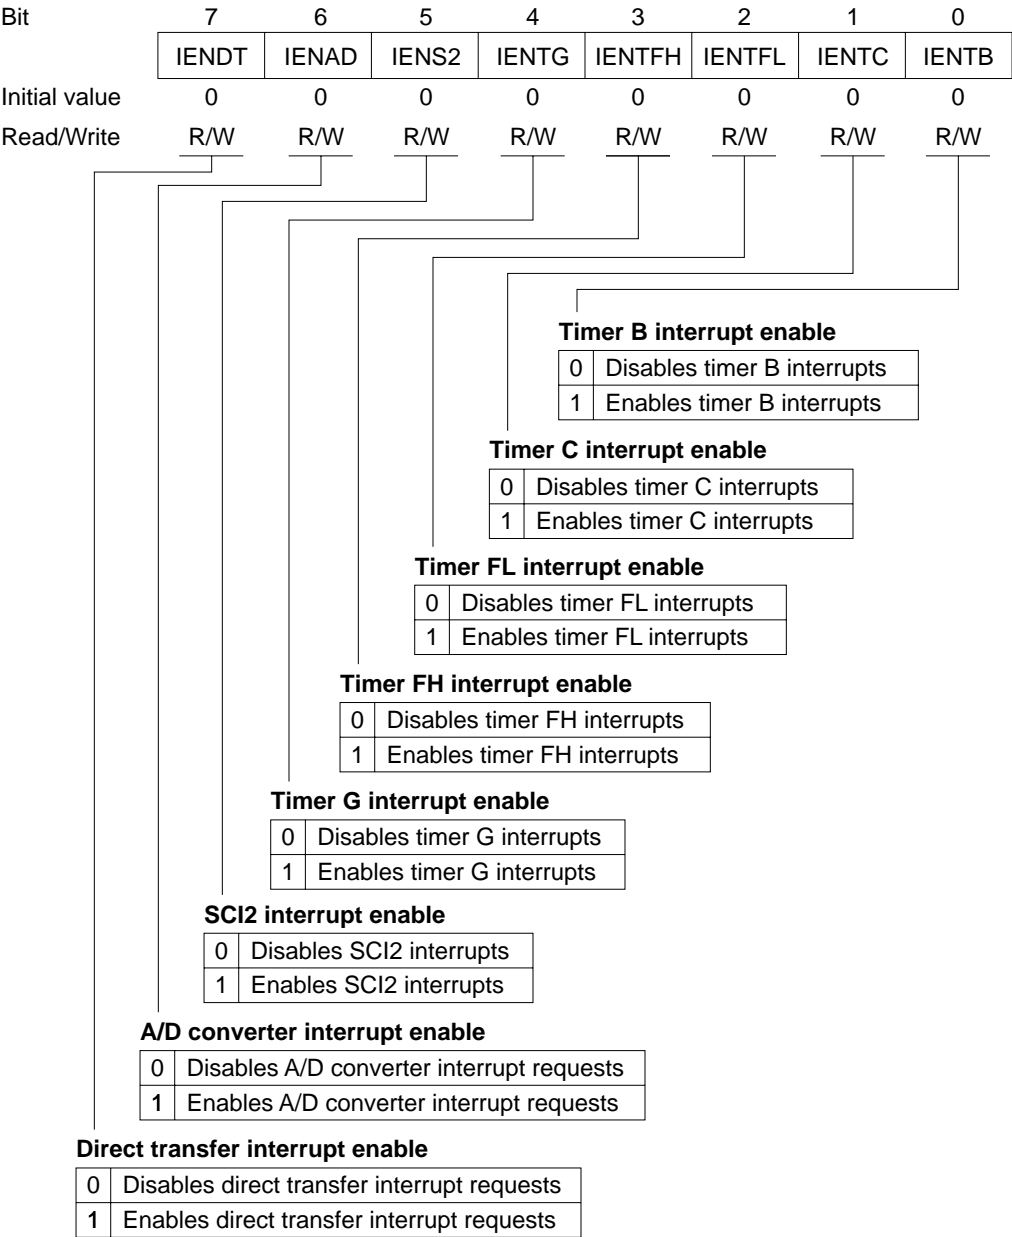 Bit 7 6 5 4 3 2 1 0
IENDT IENAD IENS2 IENTG IENTFH IENTFL IENTC IENTB
Initial value 0 0 0 0 0 0 0 0
Read/Write R/W R/W R/W R/W R/W R/W R/W R/W
Timer B interrupt enable
0 Disables timer B interrupts
1 Enables timer B interrupts
Timer C interrupt enable
0 Disables timer C interrupts
1 Enables timer C interrupts
Timer FL interrupt enable
0 Disables timer FL interrupts
1 Enables timer FL interrupts
Timer FH interrupt enable
0 Disables timer FH interrupts
1 Enables timer FH interrupts
Timer G interrupt enable
0 Disables timer G interrupts
1 Enables timer G interrupts
SCI2 interrupt enable
0 Disables SCI2 interrupts
1 Enables SCI2 interrupts
A/D converter interrupt enable
0 Disables A/D converter interrupt requests
1 Enables A/D converter interrupt requests
Direct transfer interrupt enable
0 Disables direct transfer interrupt requests
1 Enables direct transfer interrupt requests